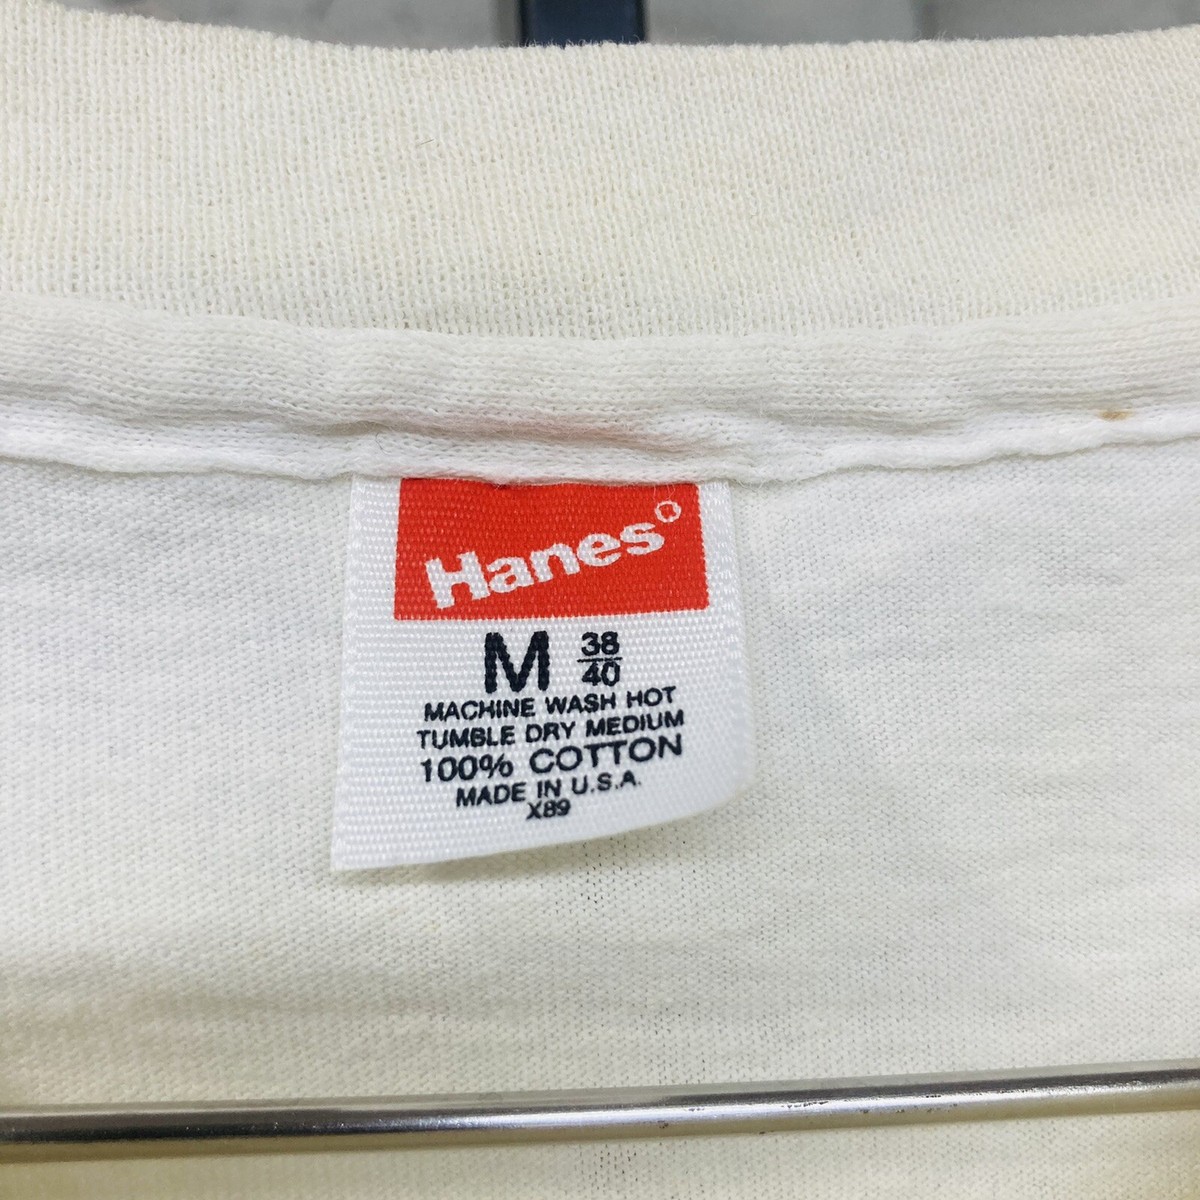 Hanes
M 38/40
MACHINE WASH HOT
TUMBLE DRY MEDIUM
100% COTTON
MADE IN U.S.A.
X89